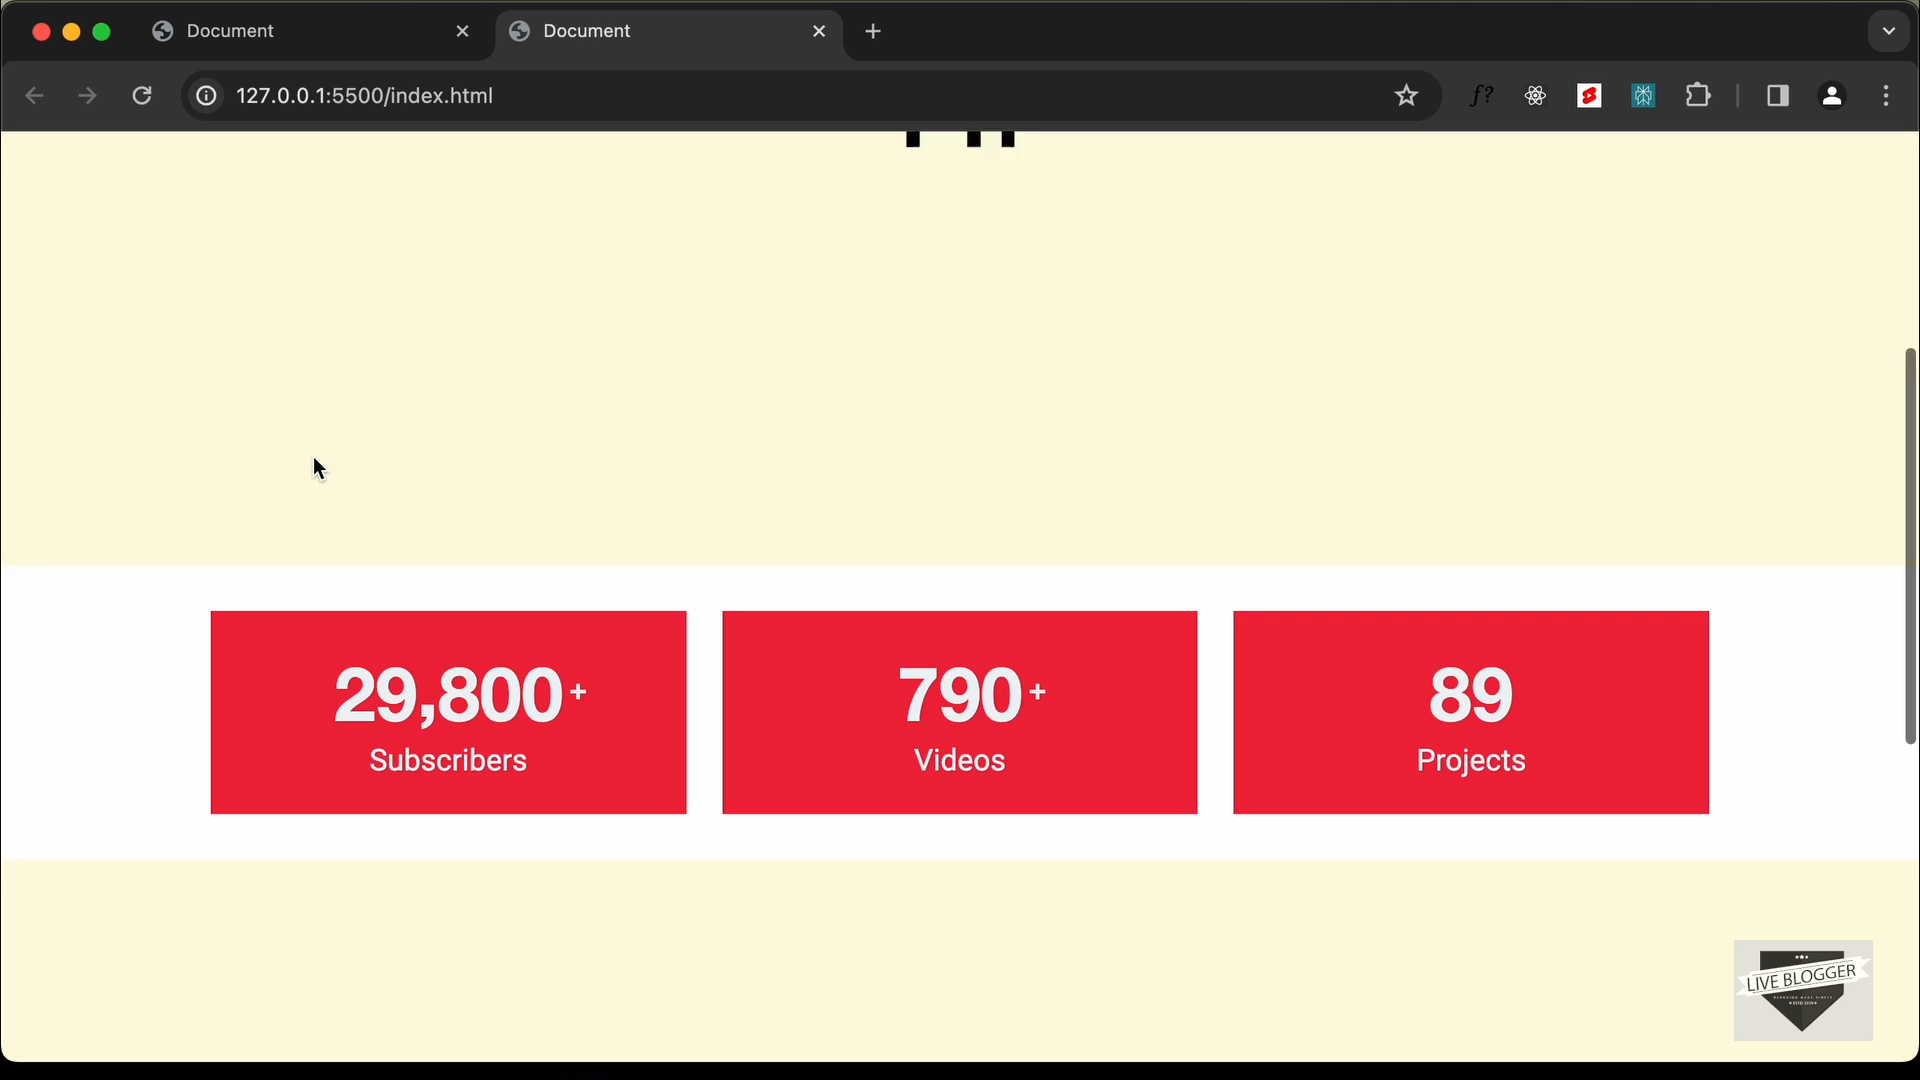 Document
Document
127.0.0.1:5500/index.html
f?
29,800+
Subscribers
790+
Videos
89
Projects
LIVE BLOGGER